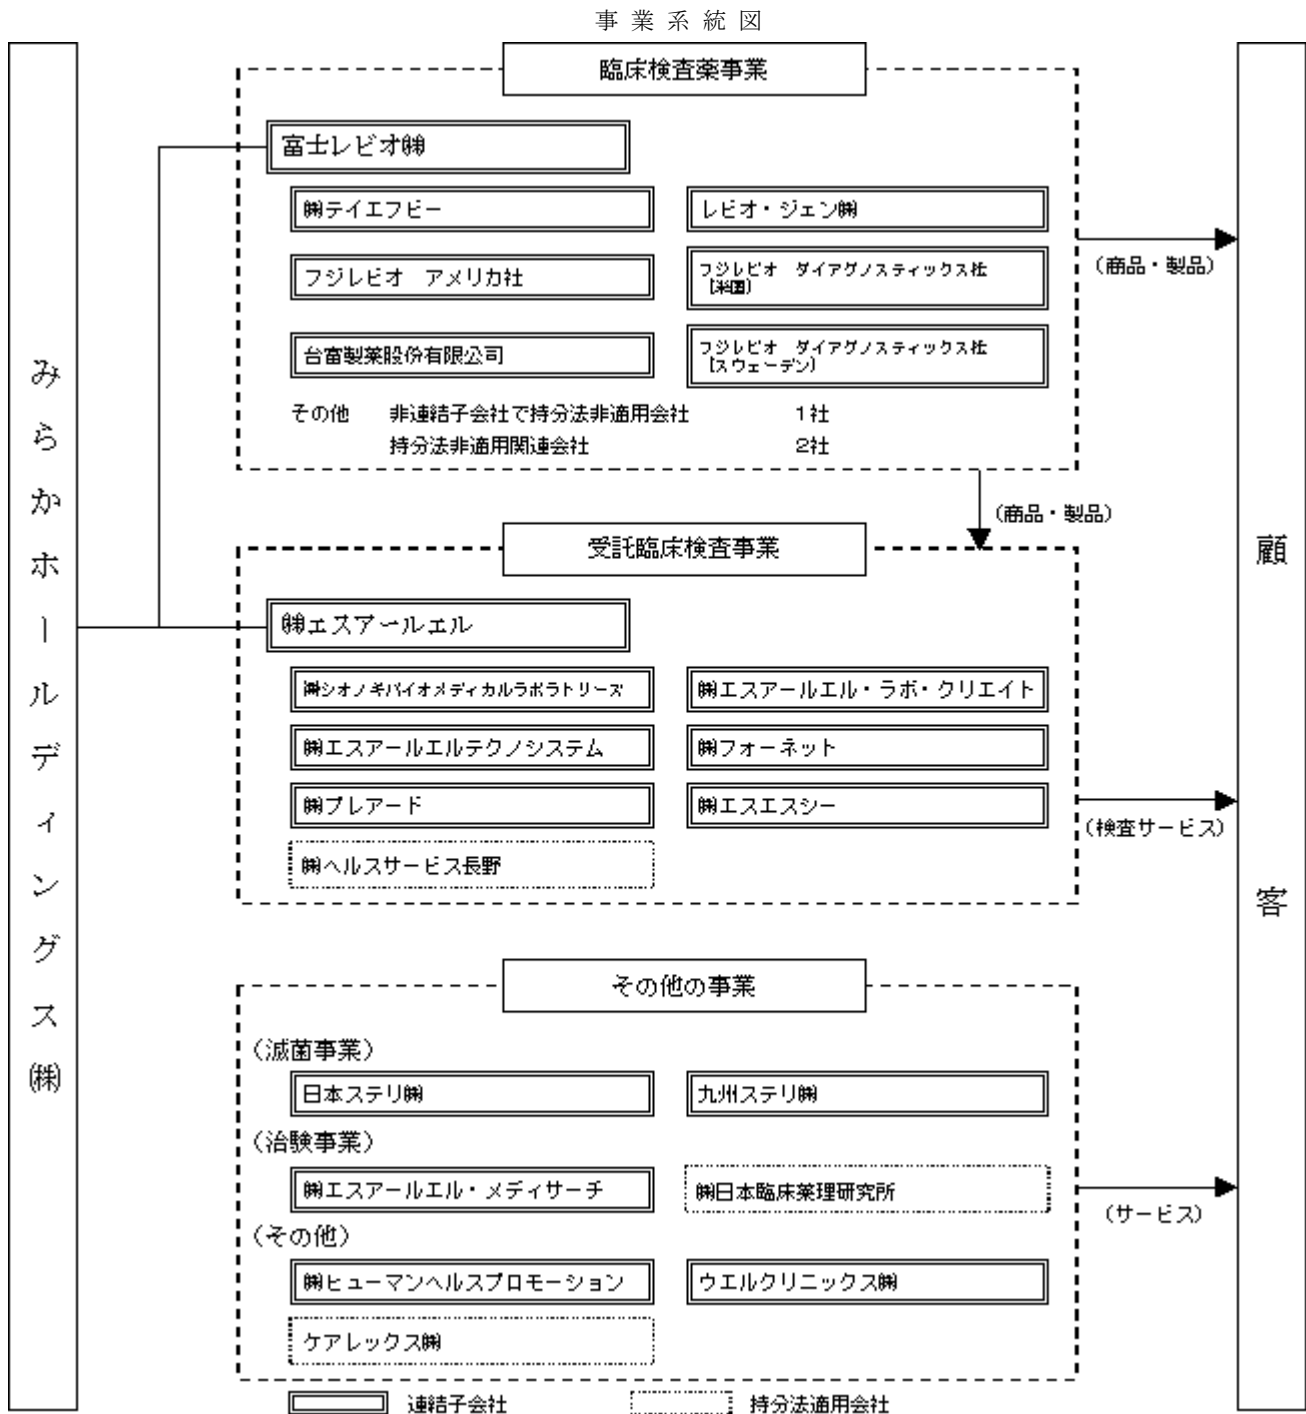 事業系統図
臨床検査薬事業
富士レビオ㈱
㈱テイエフビー
レビオ・ジェン㈱
フジレビオ　アメリカ社
フジレビオ　ダイアグノスティックス社
〔米国〕
台富製薬股份有限公司
フジレビオ　ダイアグノスティックス社
〔スウェーデン〕
その他　非連結子会社で持分法非適用会社　1社
持分法非適用関連会社　2社
（商品・製品）
（商品・製品）
みらかホールディングス㈱
顧客
受託臨床検査事業
㈱エスアールエル
㈱シオノギバイオメディカルラボラトリーズ
㈱エスアールエル・ラボ・クリエイト
㈱エスアールエルテクノシステム
㈱フォーネット
㈱プレアード
㈱エスエスシー
㈱ヘルスサービス長野
（検査サービス）
その他の事業
（滅菌事業）
日本ステリ㈱
九州ステリ㈱
（治験事業）
㈱エスアールエル・メディサーチ
㈱日本臨床薬理研究所
（サービス）
（その他）
㈱ヒューマンヘルスプロモーション
ウエルクリニックス㈱
ケアレックス㈱
連結子会社
持分法適用会社